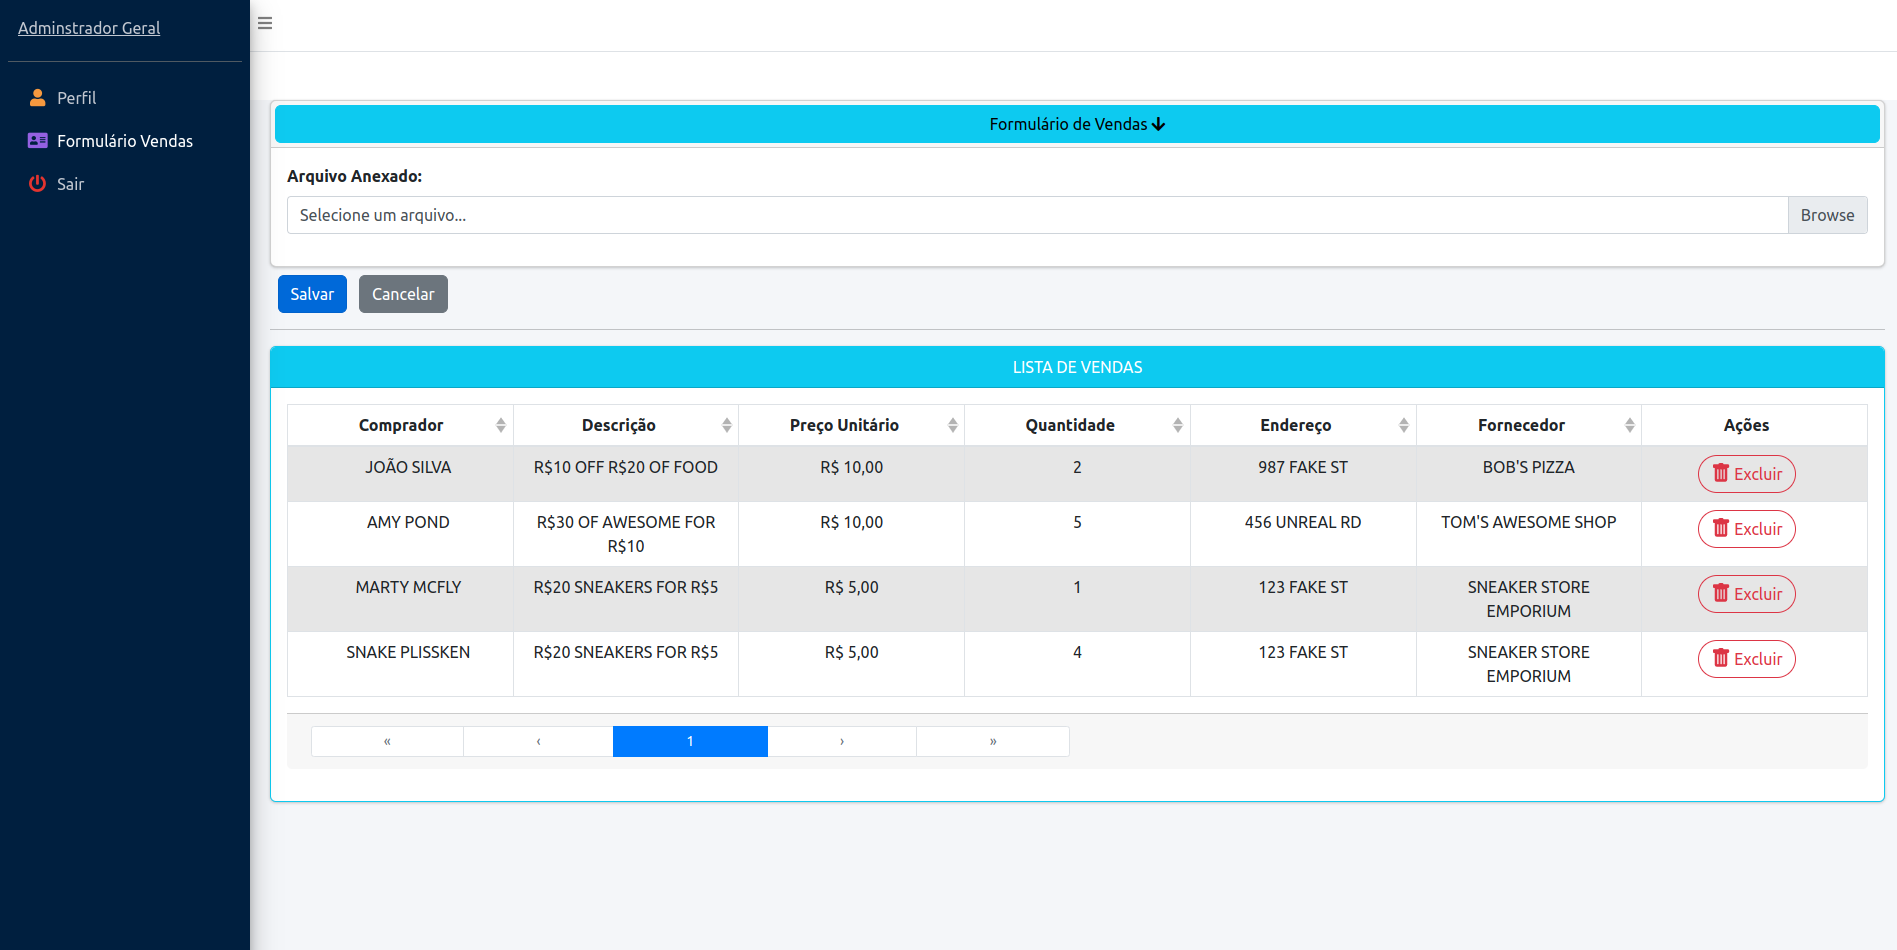 Adminstrador Geral
Perfil
Formulário Vendas
Sair
Formulário de Vendas
Arquivo Anexado:
Selecione um arquivo... Browse
Salvar Cancelar
LISTA DE VENDAS
Comprador Descrição Preço Unitário Quantidade Endereço Fornecedor Ações
JOÃO SILVA R$10 OFF R$20 OF FOOD R$ 10,00 2 987 FAKE ST BOB'S PIZZA Excluir
AMY POND R$30 OF AWESOME FOR R$ 10,00 5 456 UNREAL RD TOM'S AWESOME SHOP Excluir
R$10
MARTY MCFLY R$20 SNEAKERS FOR R$5 R$ 5,00 1 123 FAKE ST SNEAKER STORE Excluir
EMPORIUM
SNAKE PLISSKEN R$20 SNEAKERS FOR R$5 R$ 5,00 4 123 FAKE ST SNEAKER STORE Excluir
EMPORIUM
« ‹ 1 › »